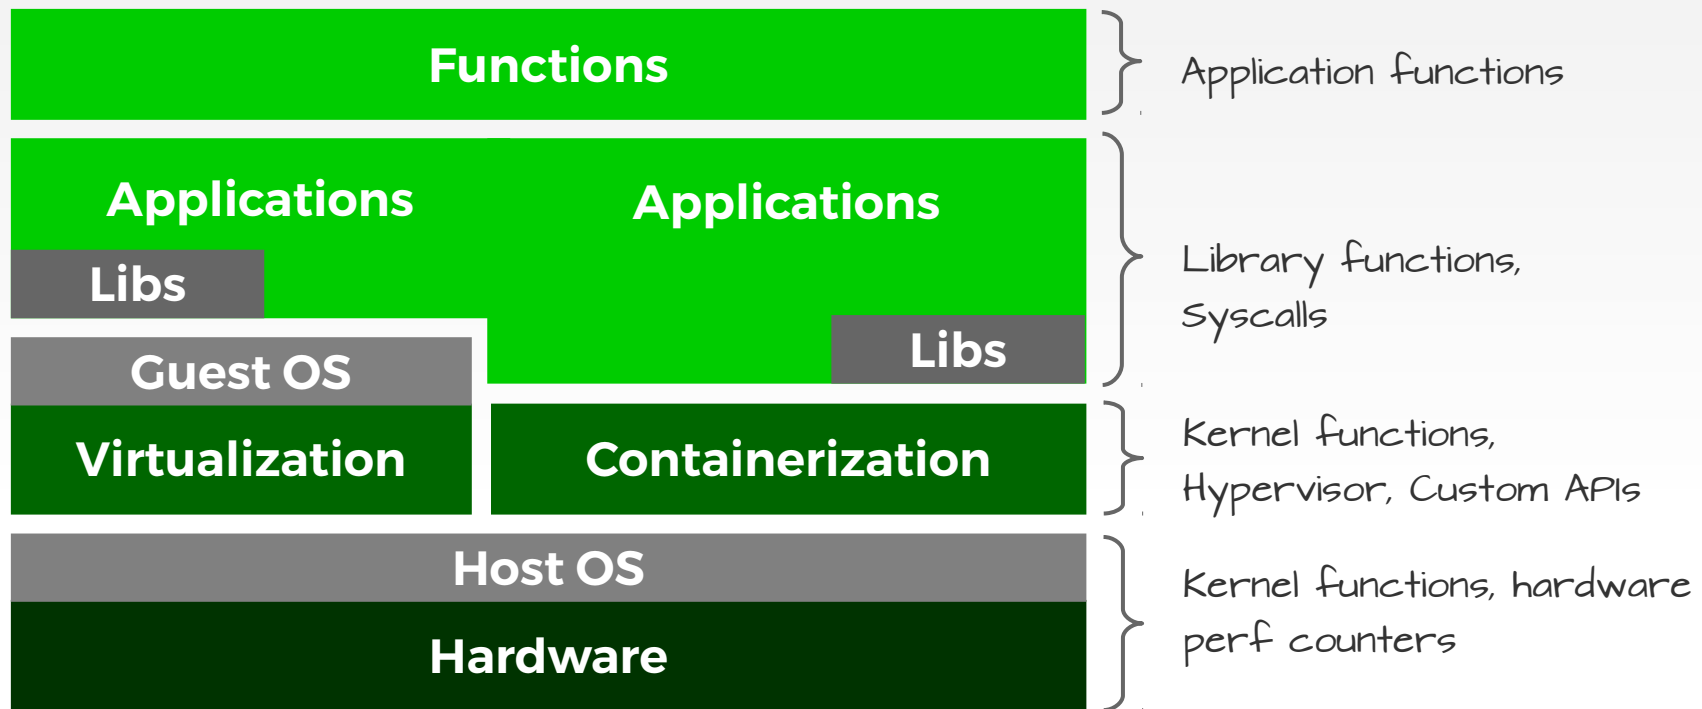 Functions
Application functions
Applications
Applications
Libs
Library functions,
Syscalls
Libs
Guest OS
Virtualization
Containerization
Kernel functions,
Hypervisor, Custom APIs
Host OS
Hardware
Kernel functions, hardware
perf counters